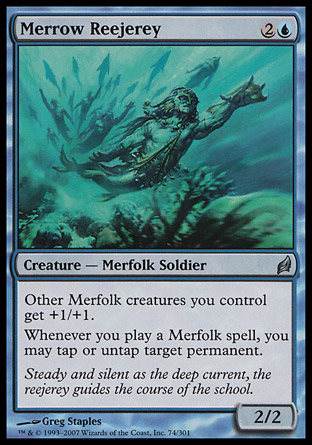 Merrow Reejerey 2
Creature — Merfolk Soldier
Other Merfolk creatures you control
get +1/+1.
Whenever you play a Merfolk spell, you
may tap or untap target permanent.
Steady and silent as the deep current, the
reejerey guides the course of the school.
Greg Staples
™ & © 1993–2007 Wizards of the Coast, Inc. 74/301
2/2